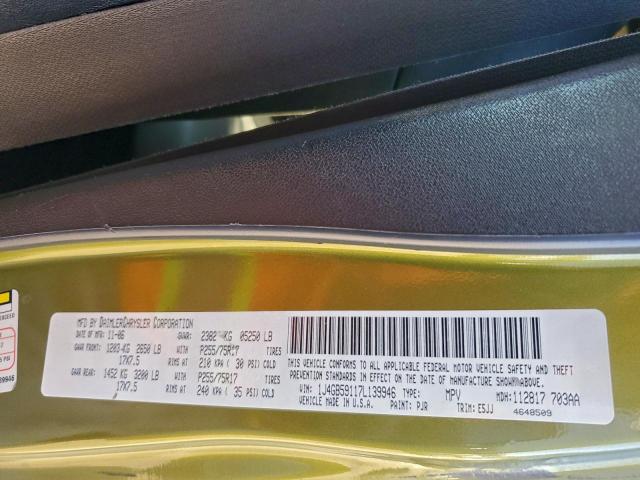 MFD BY DAIMLERCHRYSLER CORPORATION
DATE OF MFR: 11-06 GVWR: 2382 KG 05250 LB
GAWR FRONT: 1203 KG 2650 LB WITH P255/75R17 TIRES
17X7.5 RIMS AT 210 KPA ( 30 PSI) COLD
GAWR REAR: 1452 KG 3200 LB WITH P255/75R17 TIRES
17X7.5 RIMS AT 240 KPA ( 35 PSI) COLD
THIS VEHICLE CONFORMS TO ALL APPLICABLE FEDERAL MOTOR VEHICLE SAFETY AND THEFT
PREVENTION STANDARDS IN EFFECT ON THE DATE OF MANUFACTURE SHOWN ABOVE.
VIN: 1J4GB59117L139946 MPV MDH: 112817 703AA
VEHICLE MADE IN U.S.A. PAINT: PJR TRIM: E5JJ 4648509
EXCEED
PSI
39946